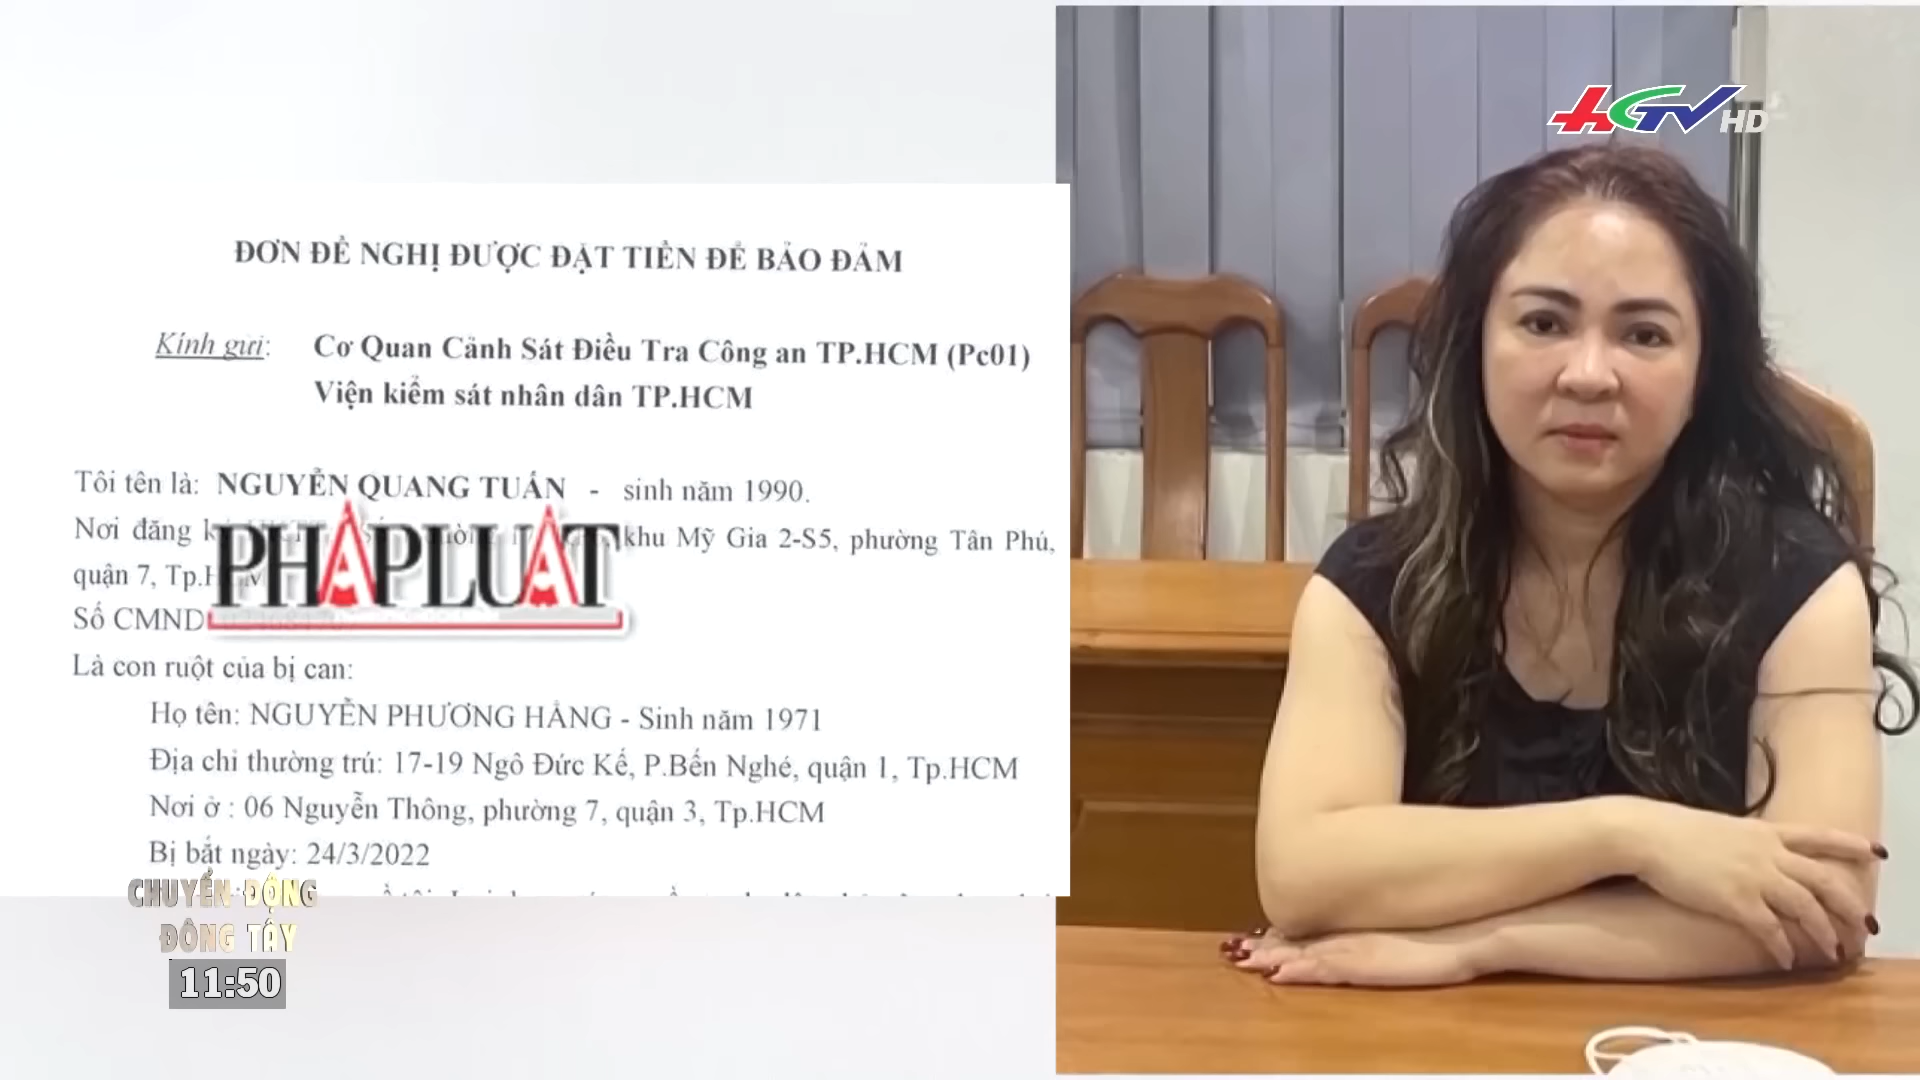 HGTV HD
ĐƠN ĐỀ NGHỊ ĐƯỢC ĐẶT TIỀN ĐỂ BẢO ĐẢM
Kính gửi: Cơ Quan Cảnh Sát Điều Tra Công an TP.HCM (Pc01)
Viện kiểm sát nhân dân TP.HCM
Tôi tên là: NGUYỄN QUANG TUẤN - sinh năm 1990.
Nơi đăng khu Mỹ Gia 2-S5, phường Tân Phú,
quận 7, Tp.HCM
PHÁP LUẬT
Số CMND
Là con ruột của bị can:
Họ tên: NGUYỄN PHƯƠNG HẰNG - Sinh năm 1971
Địa chỉ thường trú: 17-19 Ngô Đức Kế, P.Bến Nghé, quận 1, Tp.HCM
Nơi ở : 06 Nguyễn Thông, phường 7, quận 3, Tp.HCM
Bị bắt ngày: 24/3/2022
CHUYỂN ĐỘNG
ĐÔNG TÂY
11:50